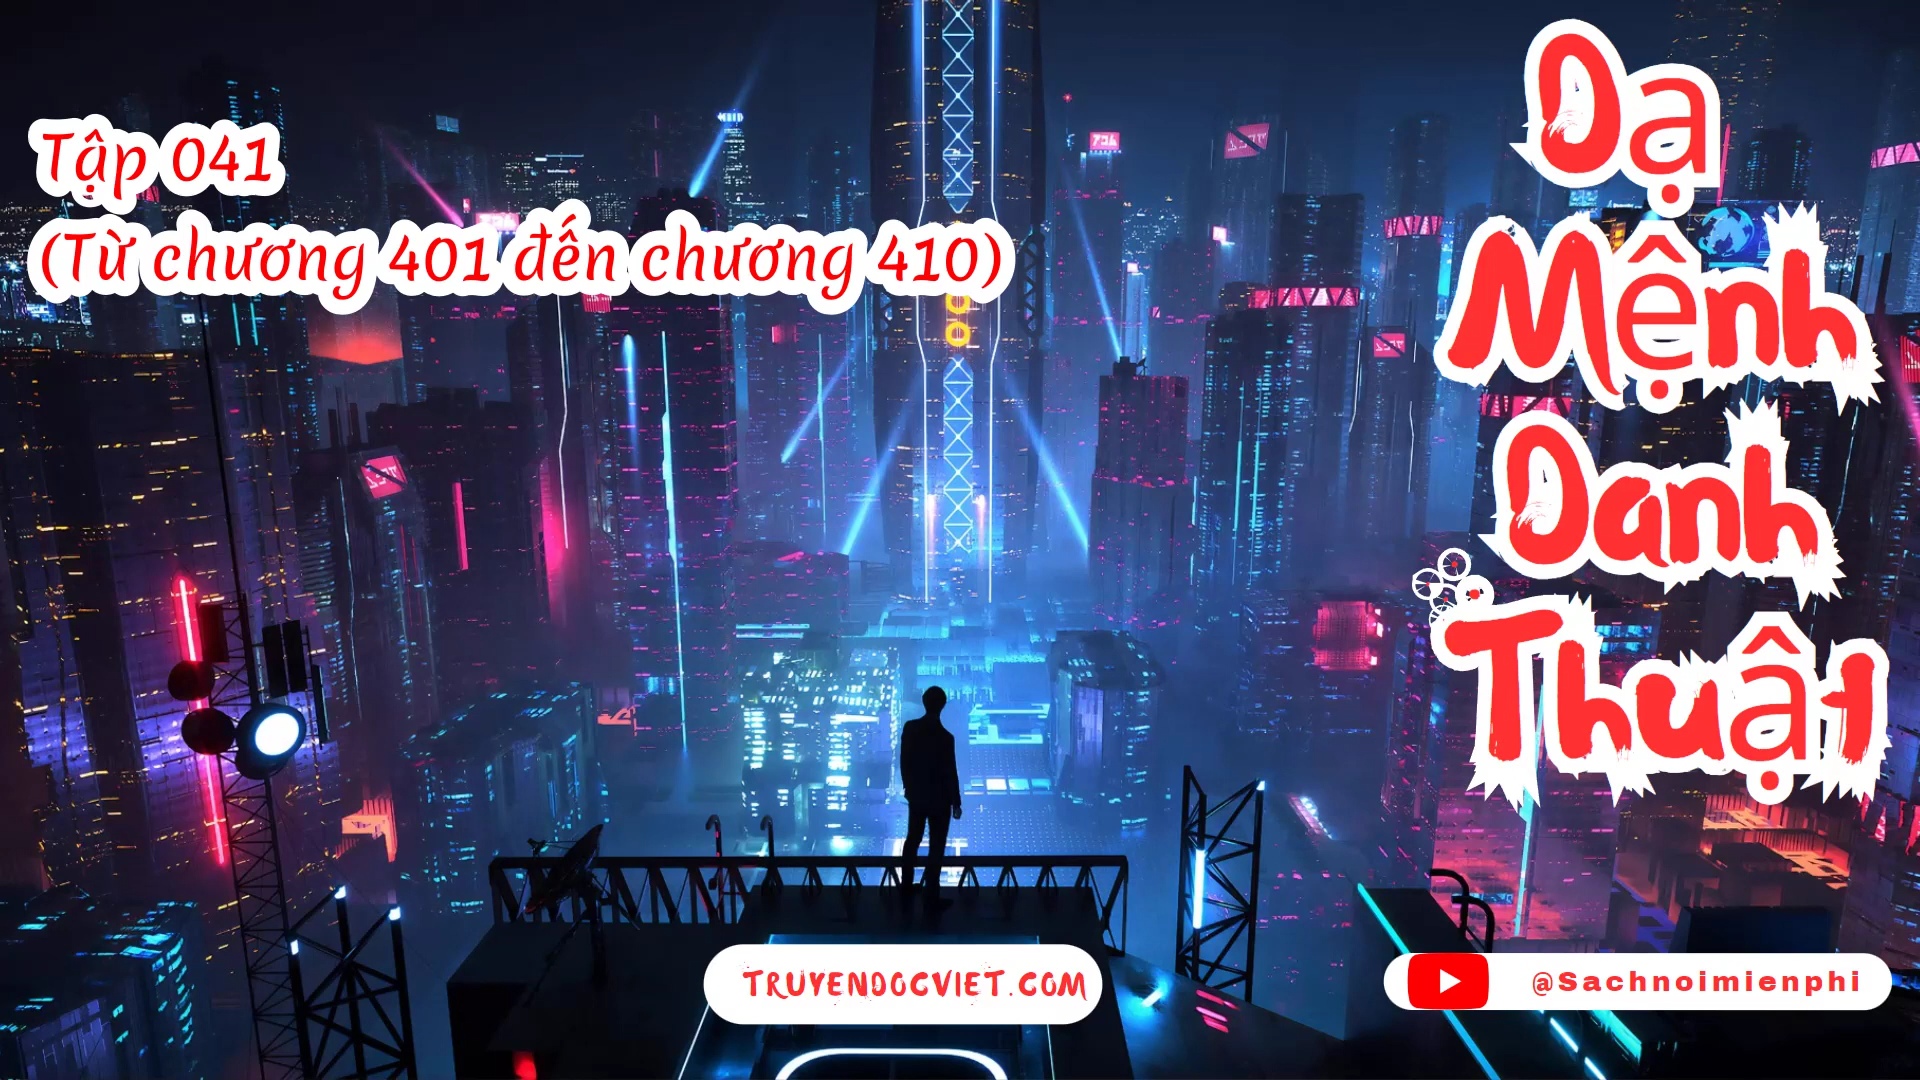 Tập 041
(Từ chương 401 đến chương 410)
Dạ
Mệnh
Danh
Thuật
TRUYENDOCVIET.COM
@Sachnoimienphi